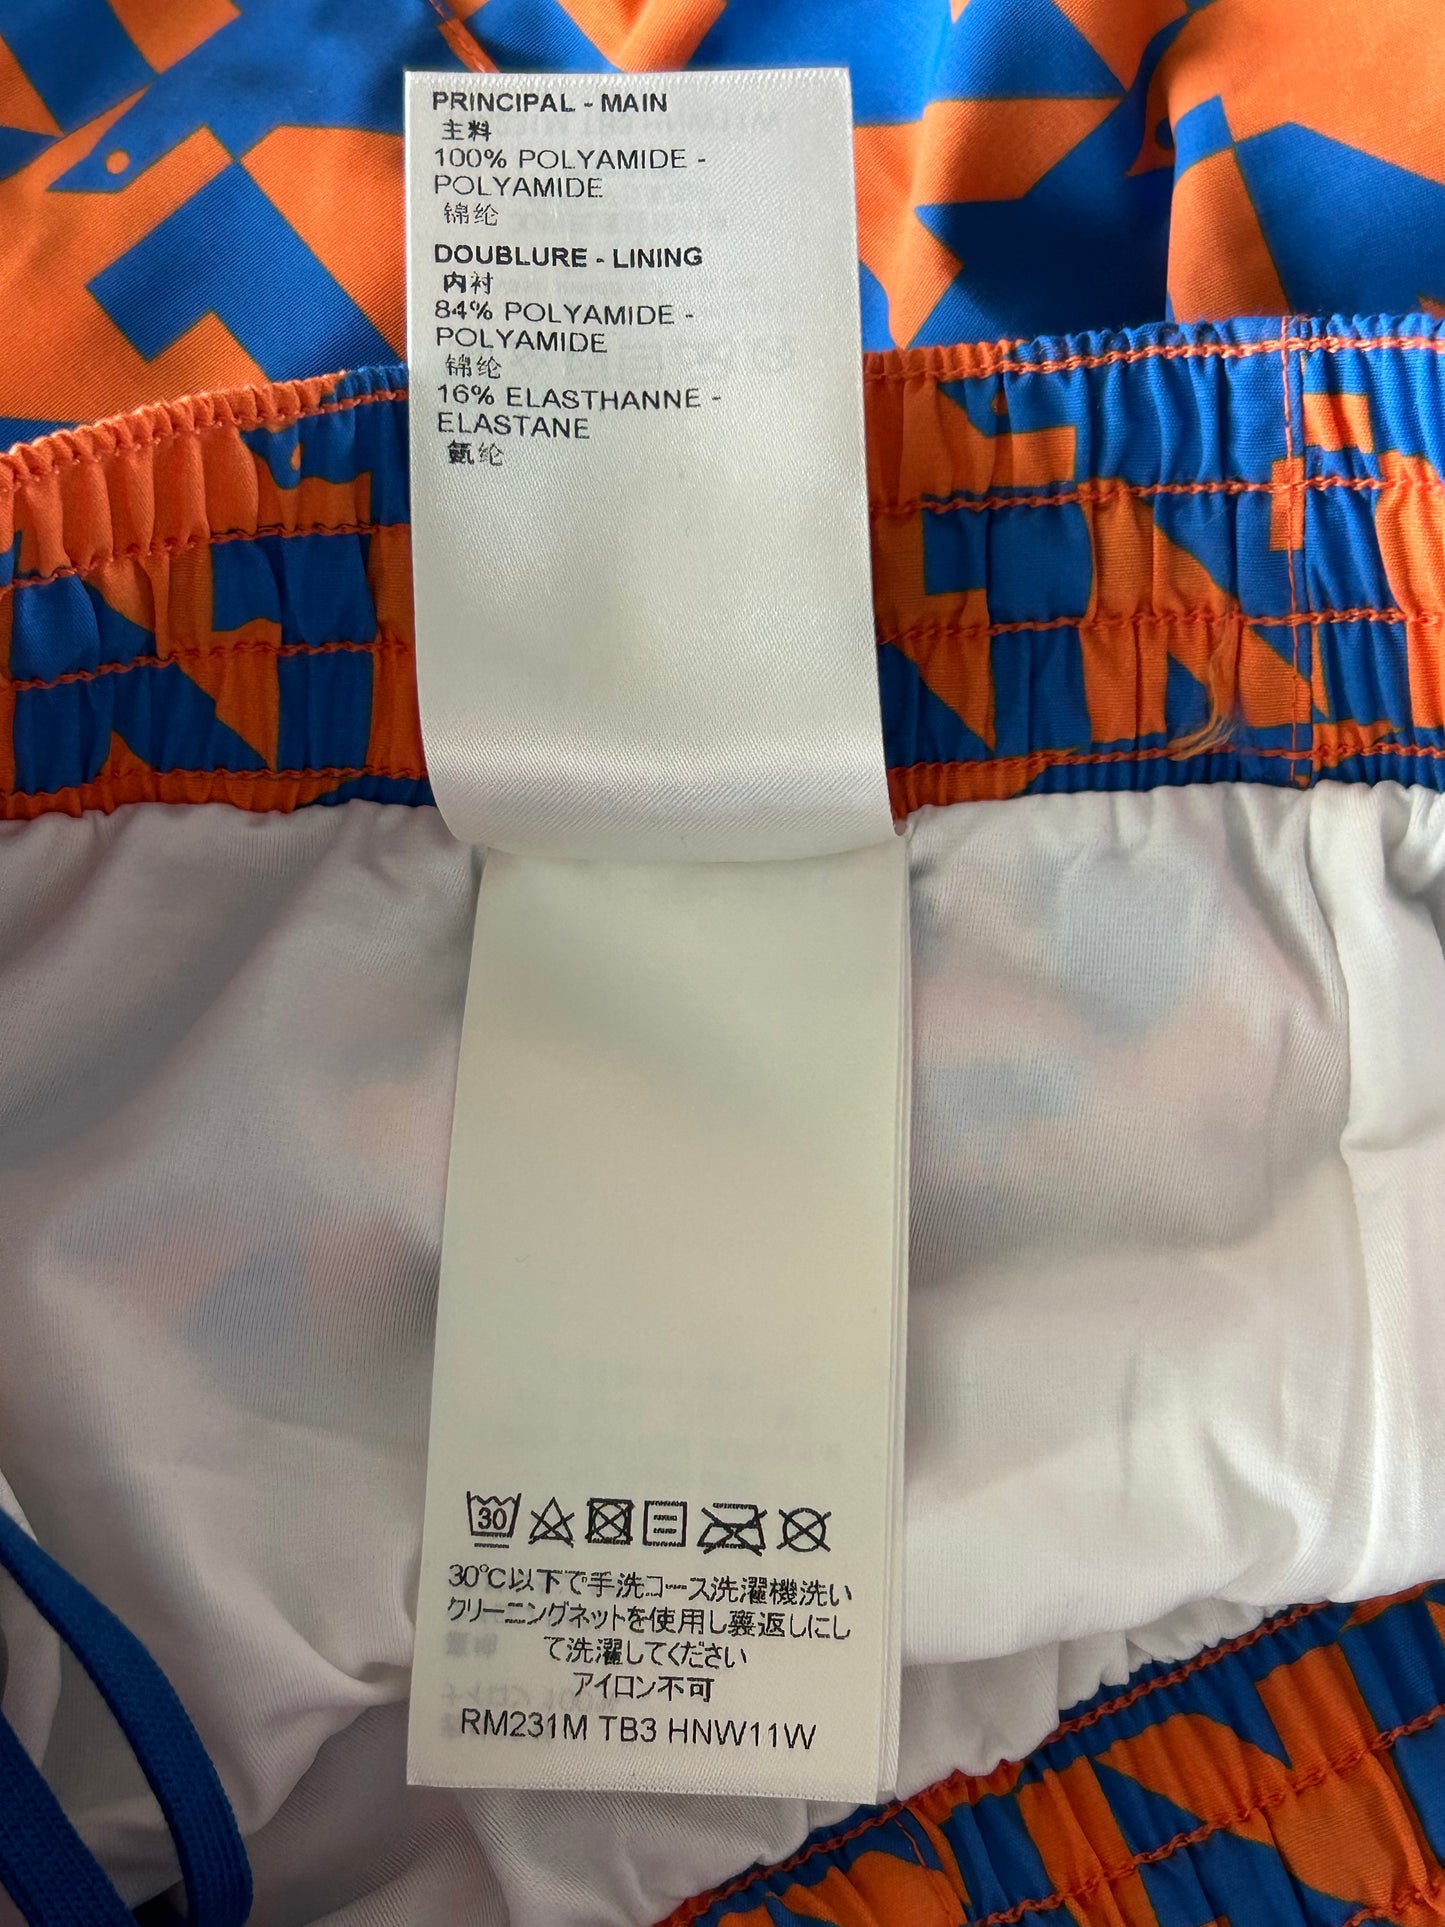 PRINCIPAL - MAIN
主料
100% POLYAMIDE -
POLYAMIDE
锦纶
DOUBLURE - LINING
内衬
84% POLYAMIDE -
POLYAMIDE
锦纶
16% ELASTHANNE -
ELASTANE
氨纶
30
30℃以下で手洗コース洗濯機洗い
クリーニングネットを使用し裏返しにし
て洗濯してください
アイロン不可
RM231M TB3 HNW11W